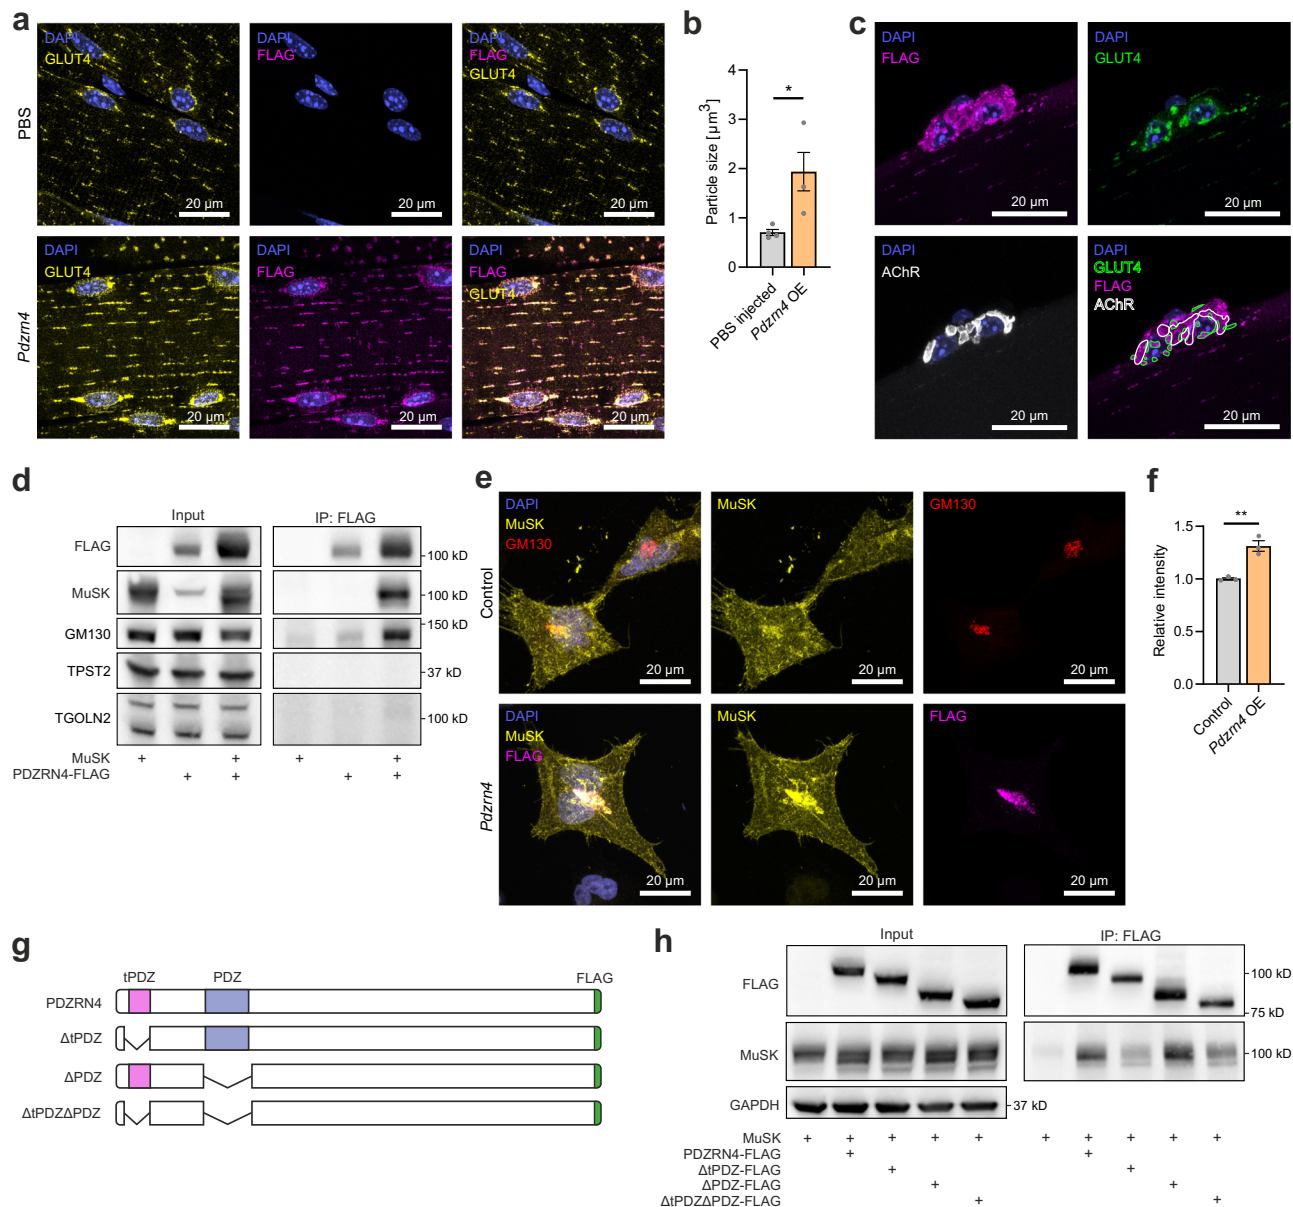 a
PBS
DAPI
GLUT4
20 µm
DAPI
FLAG
20 µm
DAPI
FLAG
GLUT4
20 µm
Pdzrn4
DAPI
GLUT4
20 µm
DAPI
FLAG
20 µm
DAPI
FLAG
GLUT4
20 µm
b
Particle size [µm³]
4
3
2
1
0
*
PBS injected
Pdzrn4 OE
c
DAPI
FLAG
20 µm
DAPI
GLUT4
20 µm
DAPI
AChR
20 µm
DAPI
GLUT4
FLAG
AChR
20 µm
d
Input
IP: FLAG
FLAG
100 kD
MuSK
100 kD
GM130
150 kD
TPST2
37 kD
TGOLN2
100 kD
MuSK + + + +
PDZRN4-FLAG + + + +
e
Control
DAPI
MuSK
GM130
20 µm
MuSK
20 µm
GM130
20 µm
Pdzrn4
DAPI
MuSK
FLAG
20 µm
MuSK
20 µm
FLAG
20 µm
f
Relative intensity
1.5
1.0
0.5
0.0
**
Control
Pdzrn4 OE
g
tPDZ
PDZ
FLAG
PDZRN4
ΔtPDZ
ΔPDZ
ΔtPDZΔPDZ
h
Input
IP: FLAG
FLAG
100 kD
75 kD
MuSK
100 kD
GAPDH
37 kD
MuSK + + + + + + + + + +
PDZRN4-FLAG + +
ΔtPDZ-FLAG + +
ΔPDZ-FLAG + +
ΔtPDZΔPDZ-FLAG + +